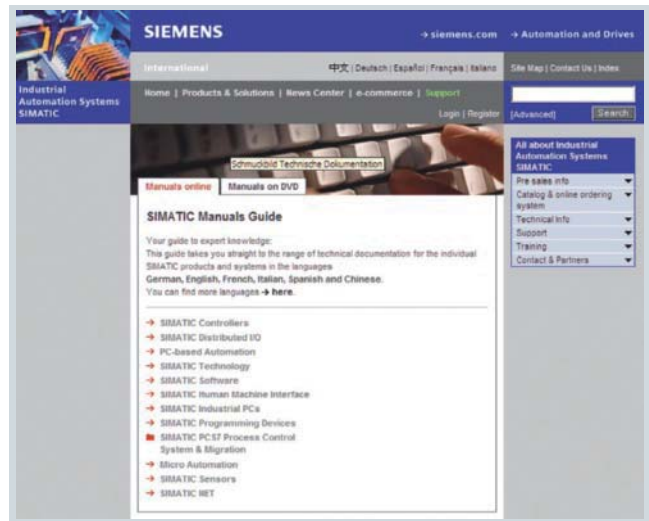 SIEMENS
→ siemens.com
→ Automation and Drives
International
中文 | Deutsch | Español | Français | Italiano
Site Map | Contact Us | Index
Industrial
Automation Systems
SIMATIC
Home | Products & Solutions | News Center | e-commerce | Support
Login | Register
[Advanced]
Search
Schmuckbild Technische Dokumentation
Manuals online
Manuals on DVD
SIMATIC Manuals Guide
Your guide to expert knowledge:
This guide takes you straight to the range of technical documentation for the individual
SIMATIC products and systems in the languages
German, English, French, Italian, Spanish and Chinese.
You can find more languages → here.
→ SIMATIC Controllers
→ SIMATIC Distributed I/O
→ PC-based Automation
→ SIMATIC Technology
→ SIMATIC Software
→ SIMATIC Human Machine Interface
→ SIMATIC Industrial PCs
→ SIMATIC Programming Devices
SIMATIC PCS7 Process Control
System & Migration
→ Micro Automation
→ SIMATIC Sensors
→ SIMATIC NET
All about Industrial
Automation Systems
SIMATIC
Pre sales info
Catalog & online ordering
system
Technical info
Support
Training
Contact & Partners